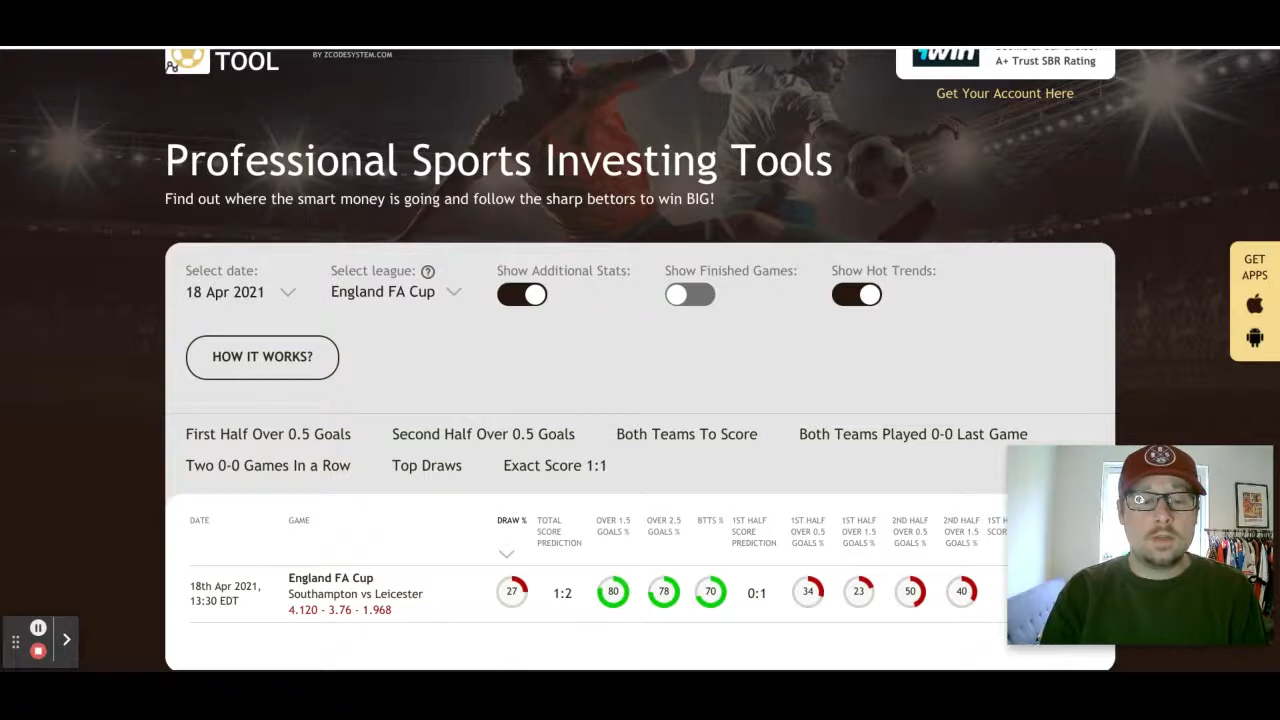 TOOL
BY ZCODESYSTEM.COM
1win
A+ Trust SBR Rating
Get Your Account Here
Professional Sports Investing Tools
Find out where the smart money is going and follow the sharp bettors to win BIG!
Select date:
18 Apr 2021
Select league: ?
England FA Cup
Show Additional Stats:
Show Finished Games:
Show Hot Trends:
GET
APPS
HOW IT WORKS?
First Half Over 0.5 Goals
Second Half Over 0.5 Goals
Both Teams To Score
Both Teams Played 0-0 Last Game
Two 0-0 Games In a Row
Top Draws
Exact Score 1:1
DATE
GAME
DRAW %
TOTAL
SCORE
PREDICTION
OVER 1.5
GOALS %
OVER 2.5
GOALS %
BTTS %
1ST HALF
SCORE
PREDICTION
1ST HALF
OVER 0.5
GOALS %
1ST HALF
OVER 1.5
GOALS %
2ND HALF
OVER 0.5
GOALS %
2ND HALF
OVER 1.5
GOALS %
1ST H
SCOR
18th Apr 2021,
13:30 EDT
England FA Cup
Southampton vs Leicester
4.120 - 3.76 - 1.968
27
1:2
80
78
70
0:1
34
23
50
40